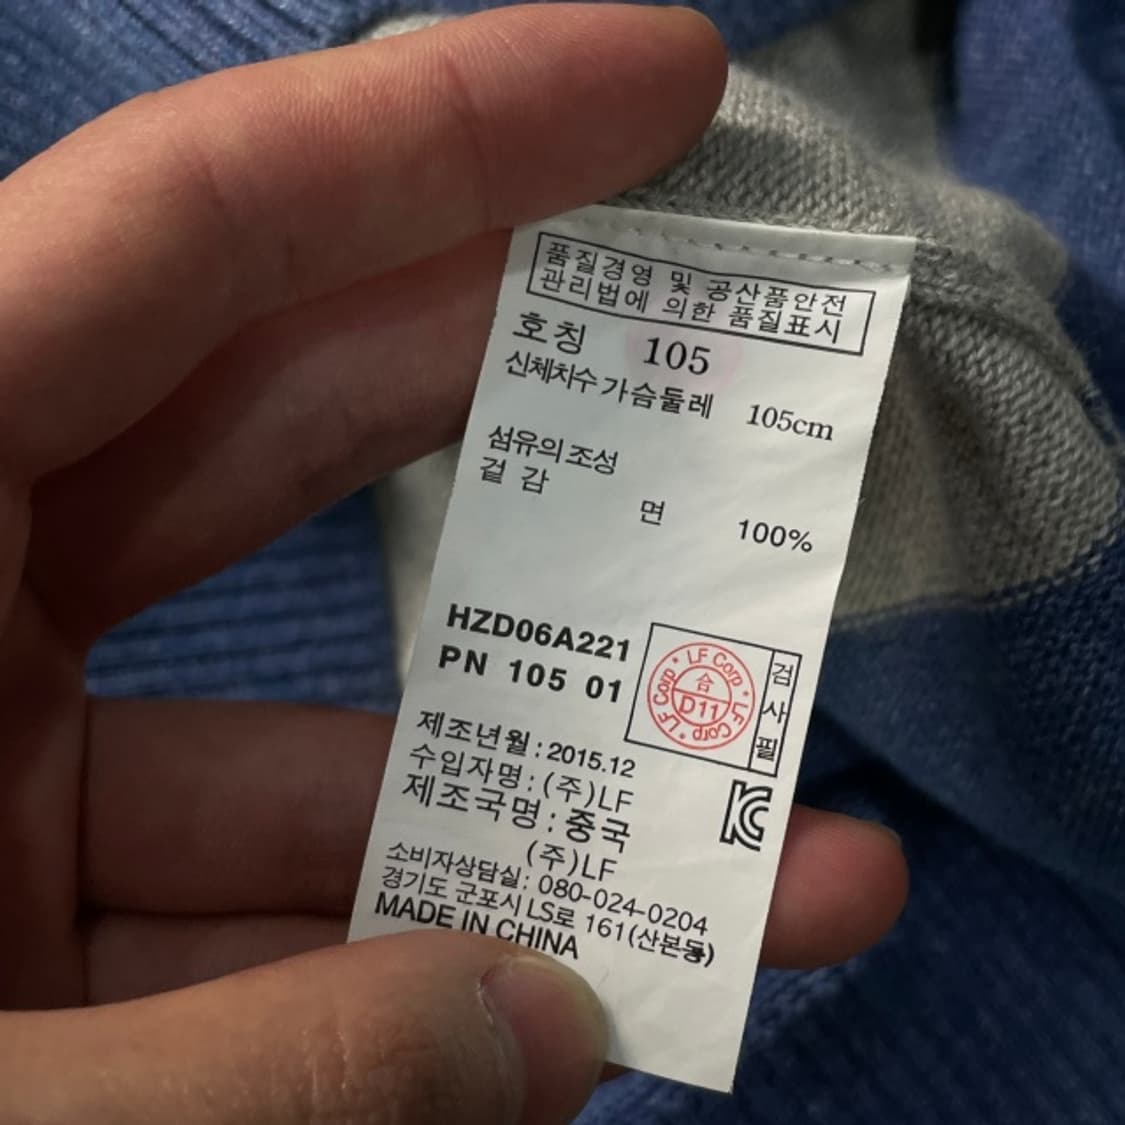 품질경영 및 공산품안전
관리법에 의한 품질표시
호칭 105
신체치수 가슴둘레 105cm
섬유의 조성
겉감
면 100%
HZD06A221
PN 105 01
LF Corp • LF Corp • LF Corp •
合
D11
검사필
제조년월 : 2015.12
수입자명 : (주)LF
제조국명 : 중국
(주)LF
소비자상담실 : 080-024-0204
경기도 군포시 LS로 161(산본동)
MADE IN CHINA